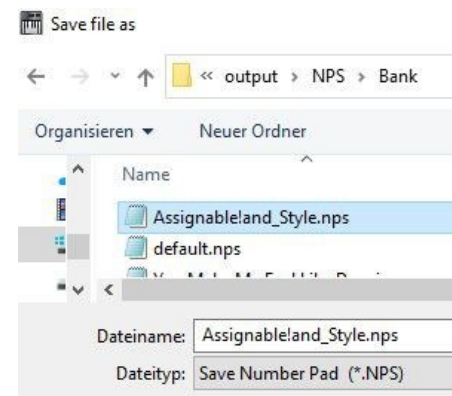 Save file as
« output › NPS › Bank
Organisieren Neuer Ordner
Name
Assignable!and_Style.nps
default.nps
Dateiname: Assignable!and_Style.nps
Dateityp: Save Number Pad (*.NPS)